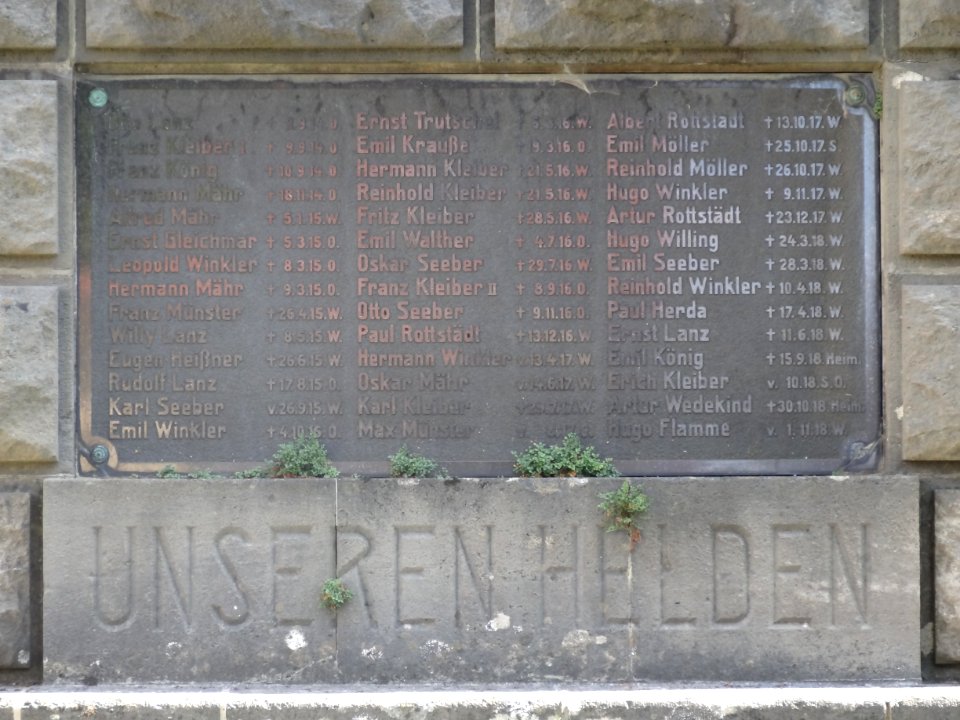 Otto Lanz
Franz Kleiber I † 9.9.14.O.
Franz König † 10.9.14.O.
Hermann Mähr † 18.11.14.O.
Alfred Mähr † 5.1.15.W.
Ernst Gleichmar † 5.3.15.O.
Leopold Winkler † 8.3.15.O.
Hermann Mähr † 9.3.15.O.
Franz Münster † 26.4.15.W.
Willy Lanz † 8.5.15.W.
Eugen Heißner † 26.6.15.W.
Rudolf Lanz † 17.8.15.O.
Karl Seeber v. 26.9.15.W.
Emil Winkler † 4.10.16.O.
Ernst Trutschel
Emil Krauße † 9.3.16.O.
Hermann Kleiber † 21.5.16.W.
Reinhold Kleiber † 21.5.16.W.
Fritz Kleiber † 28.5.16.W.
Emil Walther † 4.7.16.O.
Oskar Seeber † 29.7.16.W.
Franz Kleiber II † 8.9.16.O.
Otto Seeber † 9.11.16.O.
Paul Rottstädt † 13.12.16.W.
Hermann Winkler v. 13.4.17.W.
Oskar Mähr v. 14.6.17.W.
Karl Kleiber
Max Münster
Albert Rottstädt † 13.10.17.W.
Emil Möller † 25.10.17.S.
Reinhold Möller † 26.10.17.W.
Hugo Winkler † 9.11.17.W.
Artur Rottstädt † 23.12.17.W.
Hugo Willing † 24.3.18.W.
Emil Seeber † 28.3.18.W.
Reinhold Winkler † 10.4.18.W.
Paul Herda † 17.4.18.W.
Ernst Lanz † 11.6.18.W.
Emil König † 15.9.18.Heim.
Erich Kleiber v. 10.18.S.O.
Artur Wedekind † 30.10.18.Heim.
Hugo Flamme v. 1.11.18.W.
UNSEREN HELDEN